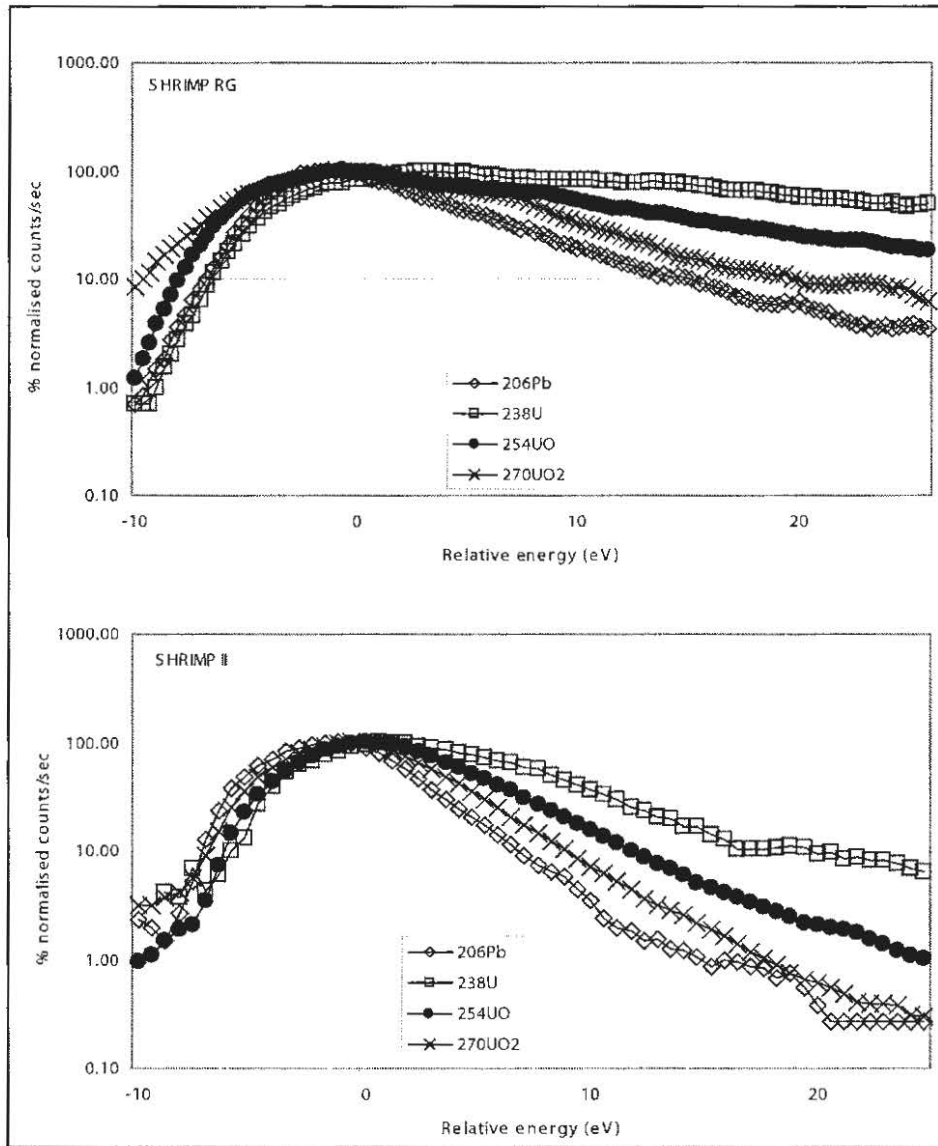 1000.00
SHRIMP RG
100.00
10.00
1.00
0.10
% normalised counts/sec
206Pb
238U
254UO
270UO2
-10
0
10
20
Relative energy (eV)
1000.00
SHRIMP II
100.00
10.00
1.00
0.10
% normalised counts/sec
206Pb
238U
254UO
270UO2
-10
0
10
20
Relative energy (eV)